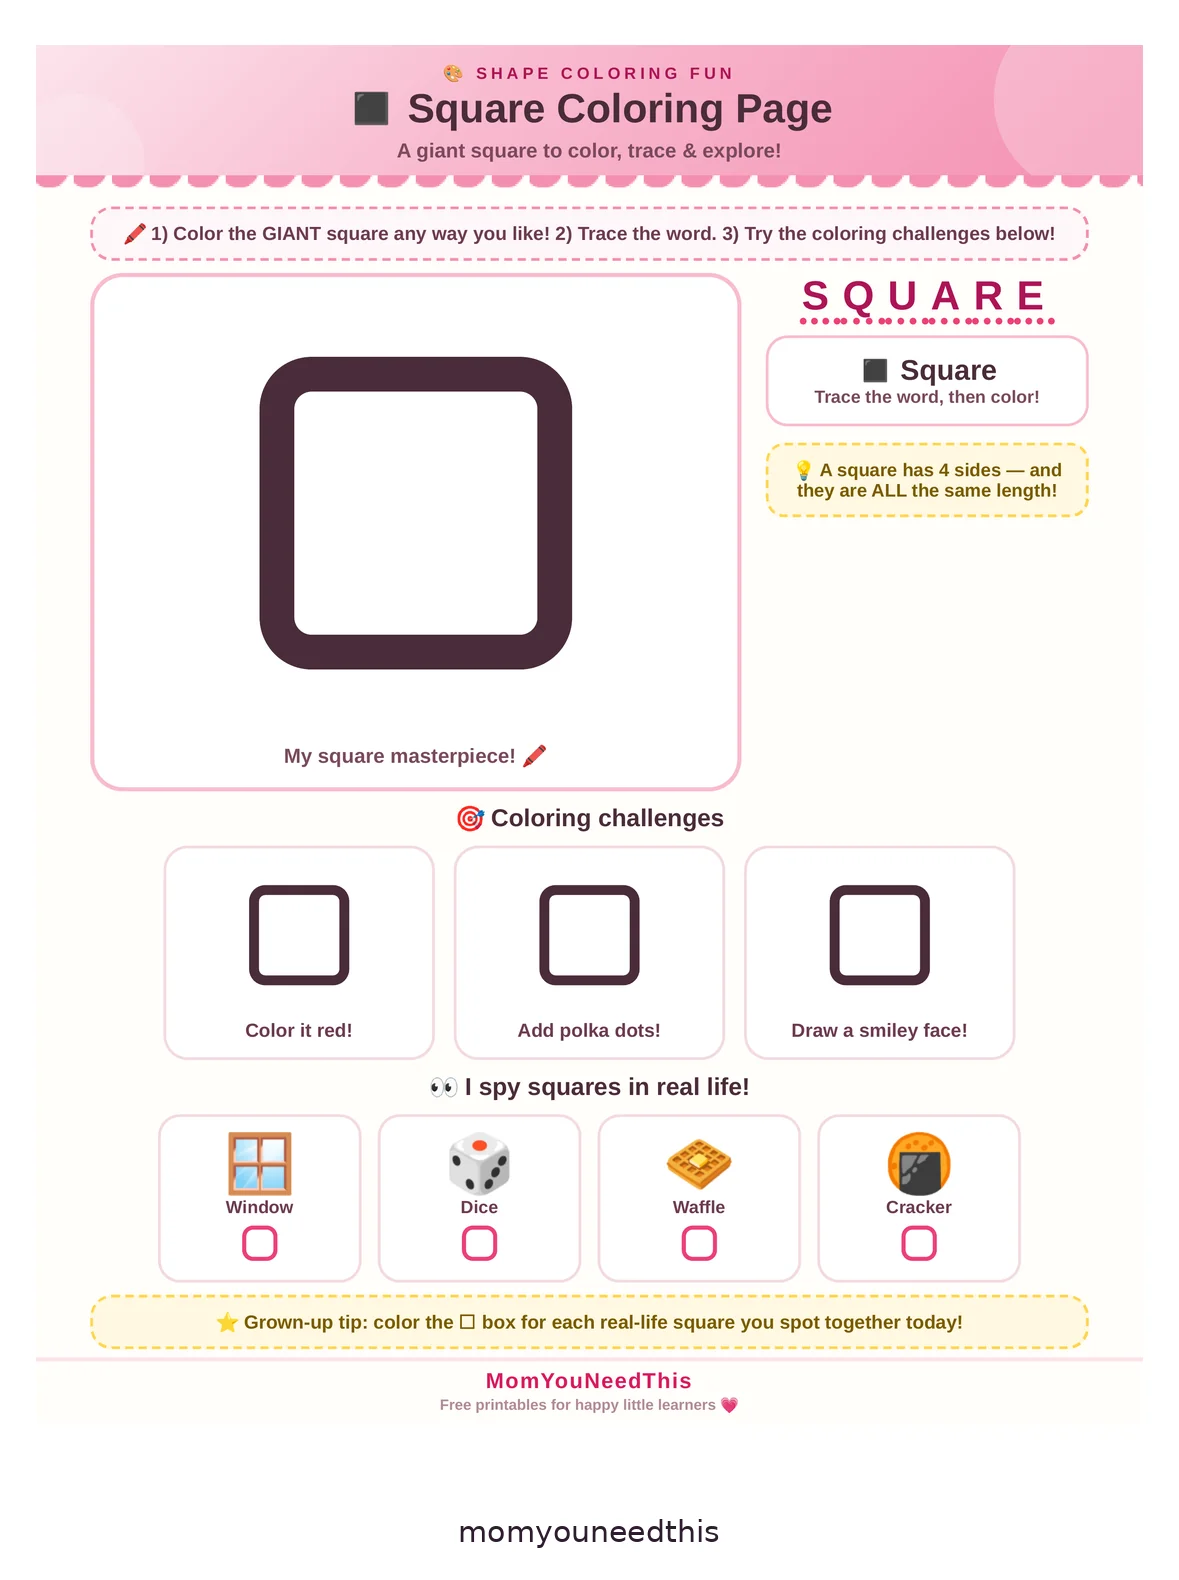 🎨 SHAPE COLORING FUN
⬛ Square Coloring Page
A giant square to color, trace & explore!
🖍️ 1) Color the GIANT square any way you like! 2) Trace the word. 3) Try the coloring challenges below!
SQUARE
⬛ Square
Trace the word, then color!
💡 A square has 4 sides — and
they are ALL the same length!
My square masterpiece! 🖍️
🎯 Coloring challenges
Color it red!
Add polka dots!
Draw a smiley face!
👀 I spy squares in real life!
Window
Dice
Waffle
Cracker
⭐ Grown-up tip: color the ☐ box for each real-life square you spot together today!
MomYouNeedThis
Free printables for happy little learners 💗
momyouneedthis